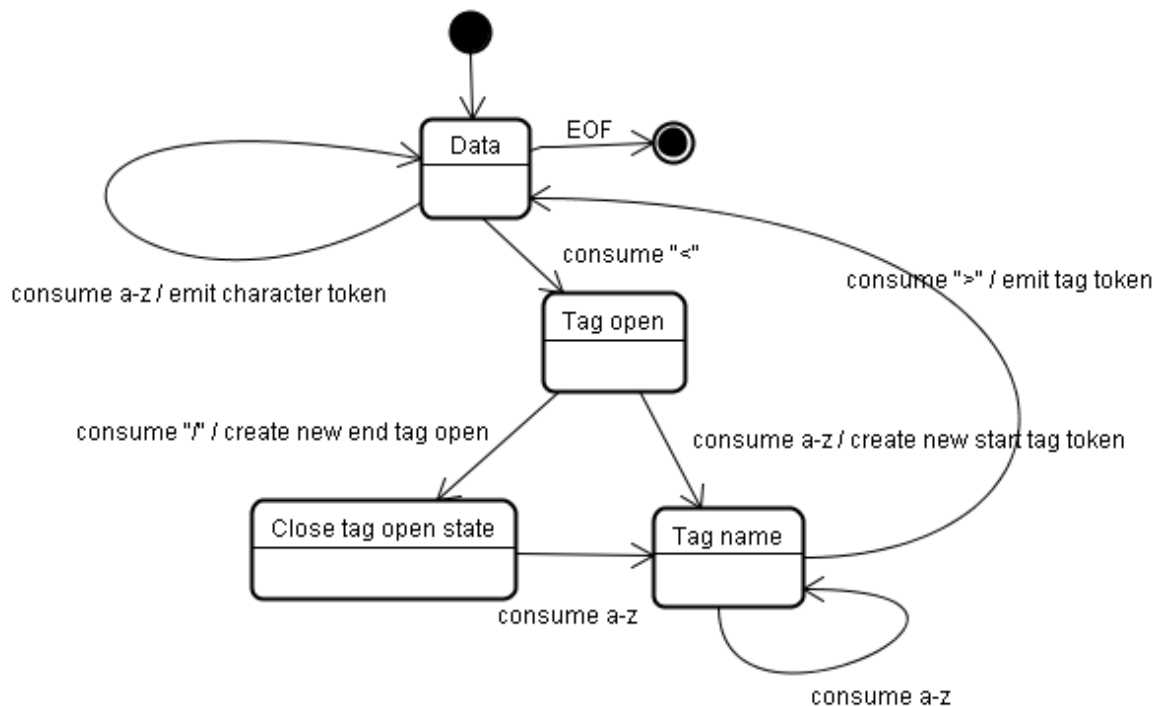 EOF
Data
consume "<"
consume ">" / emit tag token
consume a-z / emit character token
Tag open
consume "/" / create new end tag open
consume a-z / create new start tag token
Close tag open state
Tag name
consume a-z
consume a-z